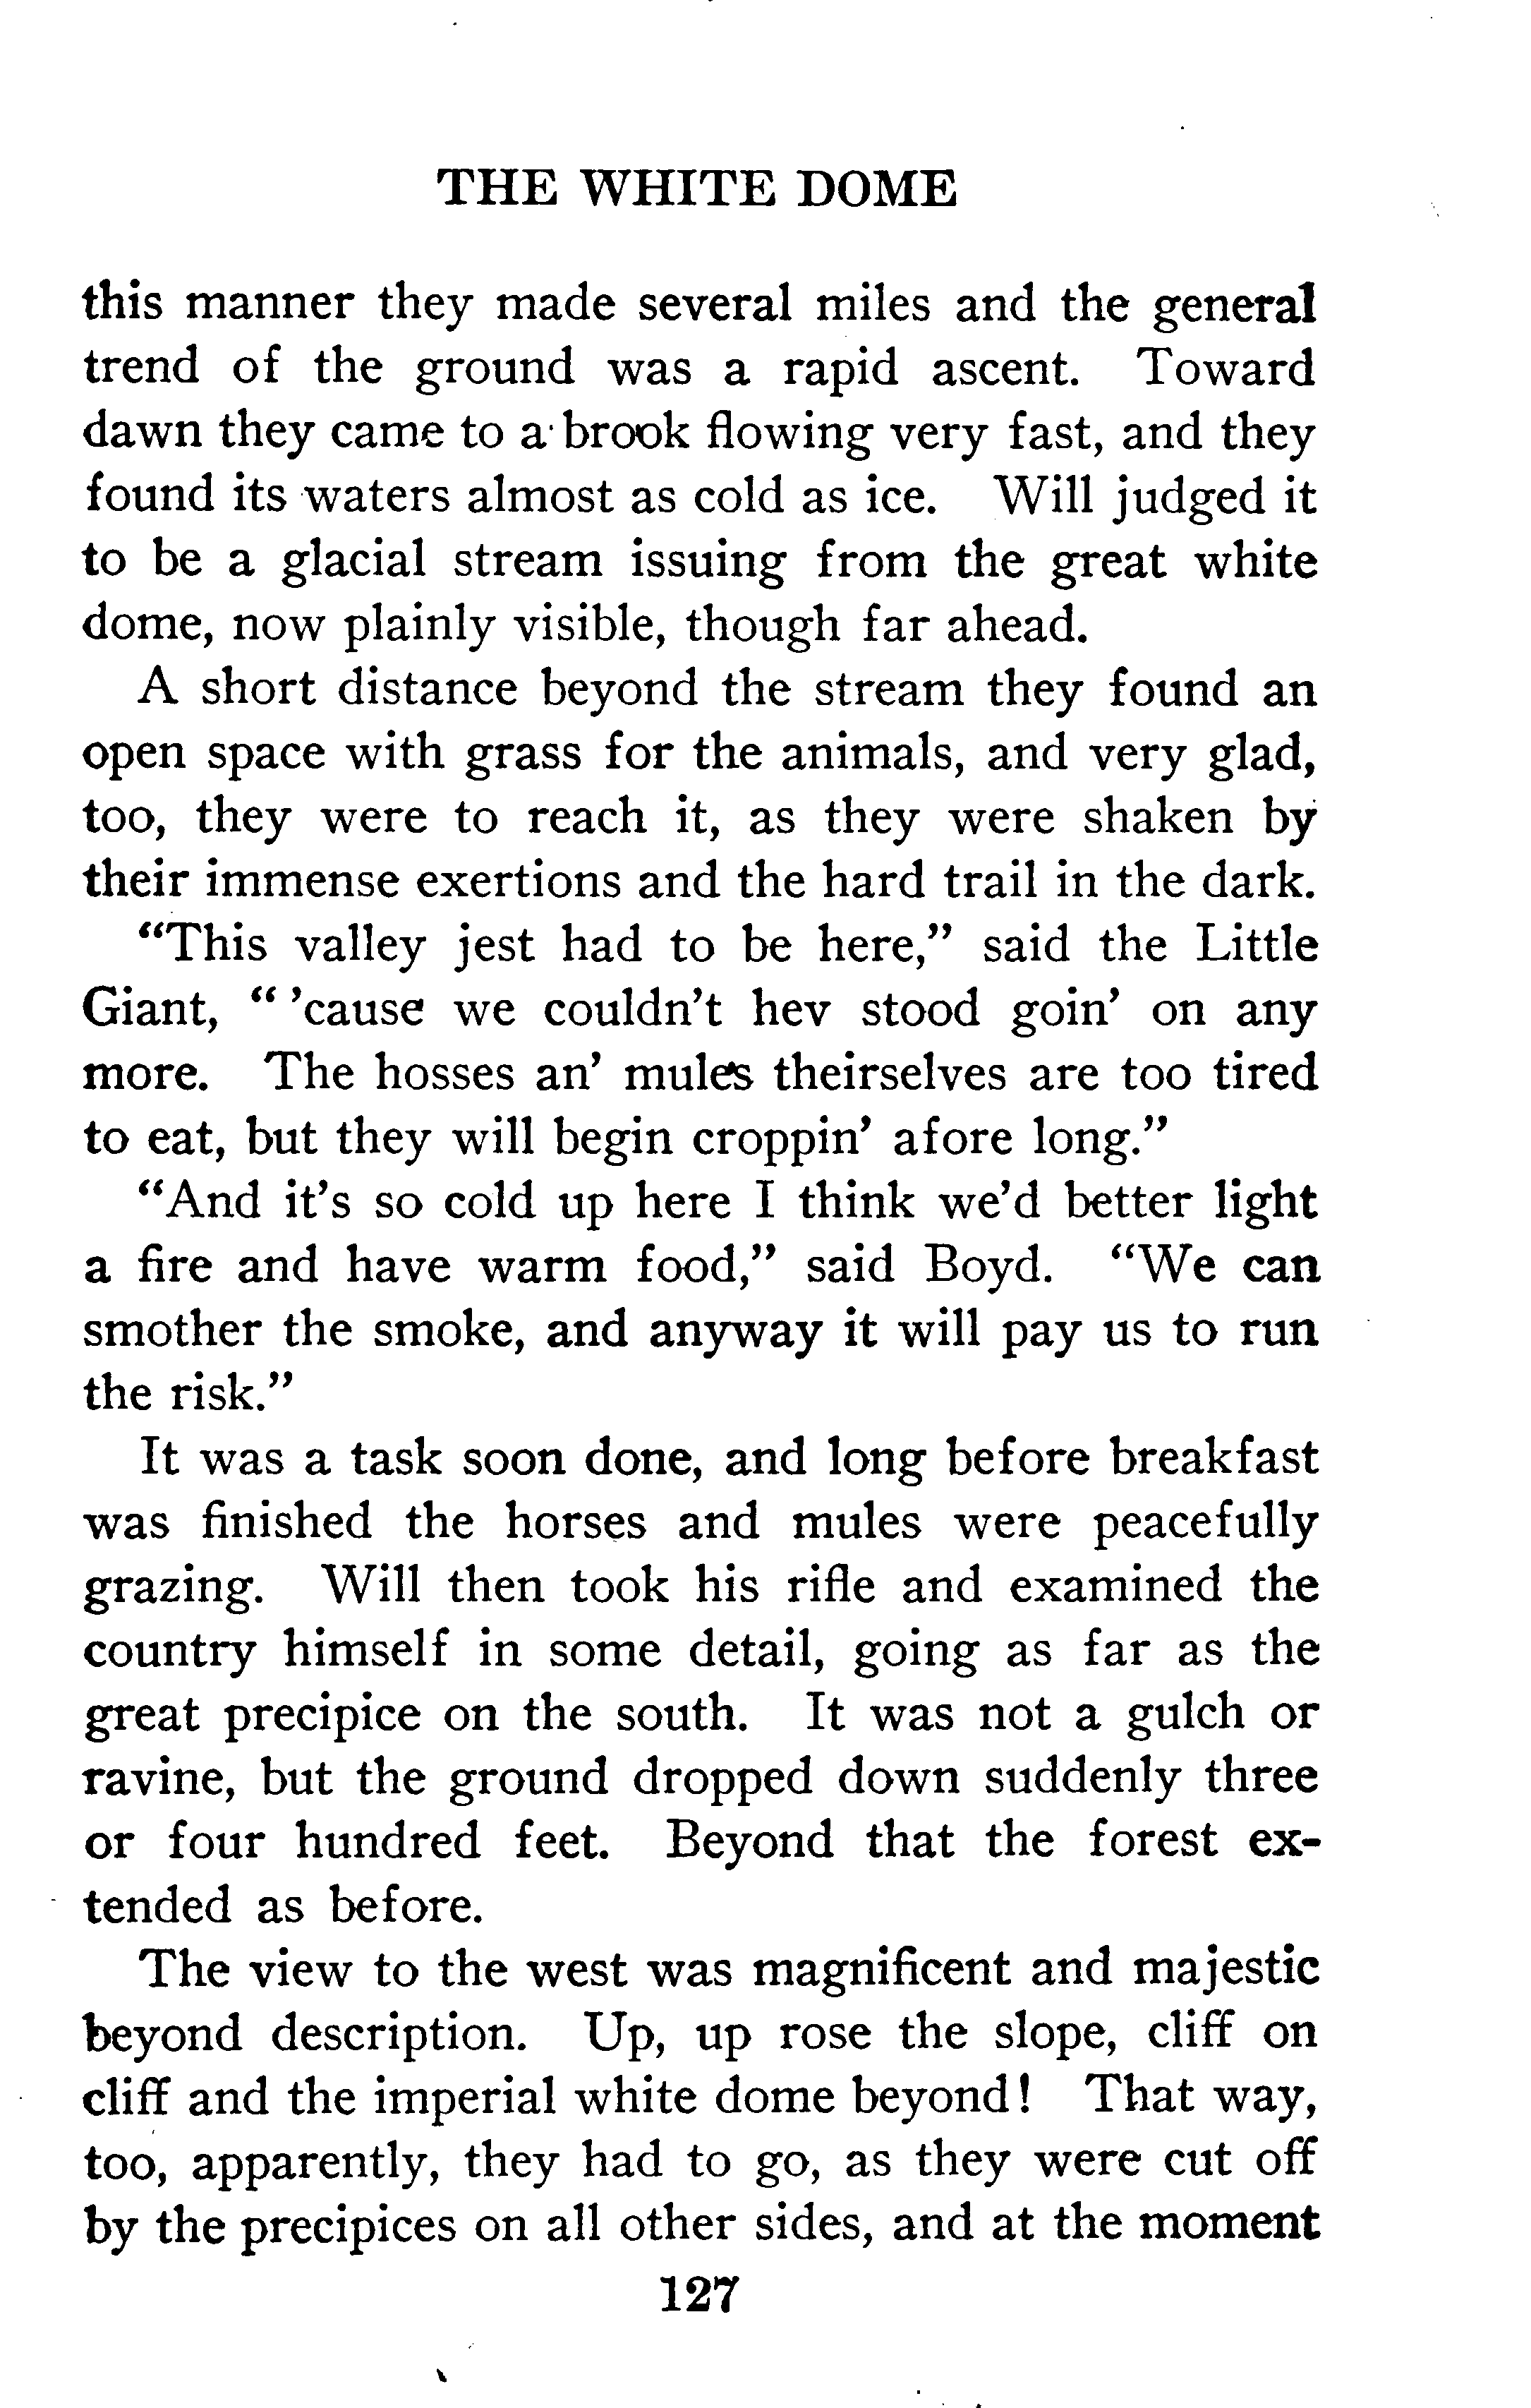 THE WHITE DOME
this manner they made several miles and the general
trend of the ground was a rapid ascent. Toward
dawn they came to a brook flowing very fast, and they
found its waters almost as cold as ice. Will judged it
to be a glacial stream issuing from the great white
dome, now plainly visible, though far ahead.
A short distance beyond the stream they found an
open space with grass for the animals, and very glad,
too, they were to reach it, as they were shaken by
their immense exertions and the hard trail in the dark.
“This valley jest had to be here,” said the Little
Giant, “ ’cause we couldn’t hev stood goin’ on any
more. The hosses an’ mules theirselves are too tired
to eat, but they will begin croppin’ afore long.”
“And it’s so cold up here I think we’d better light
a fire and have warm food,” said Boyd. “We can
smother the smoke, and anyway it will pay us to run
the risk.”
It was a task soon done, and long before breakfast
was finished the horses and mules were peacefully
grazing. Will then took his rifle and examined the
country himself in some detail, going as far as the
great precipice on the south. It was not a gulch or
ravine, but the ground dropped down suddenly three
or four hundred feet. Beyond that the forest ex-
tended as before.
The view to the west was magnificent and majestic
beyond description. Up, up rose the slope, cliff on
cliff and the imperial white dome beyond! That way,
too, apparently, they had to go, as they were cut off
by the precipices on all other sides, and at the moment
127